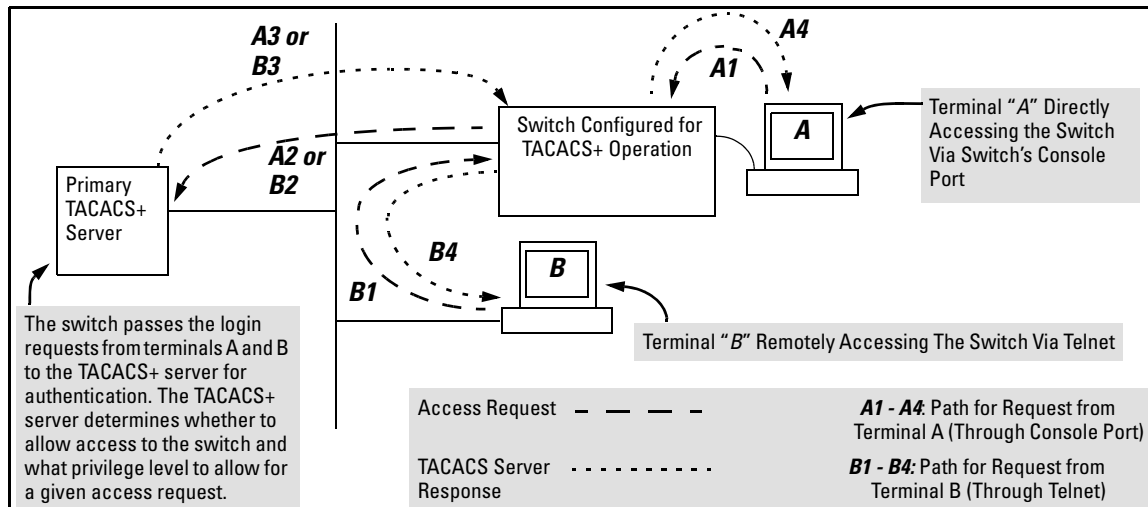 A3 or
B3
A4
A1
Switch Configured for
TACACS+ Operation
A
Terminal “A” Directly
Accessing the Switch
Via Switch’s Console
Port
A2 or
B2
Primary
TACACS+
Server
B4
B1
B
The switch passes the login
requests from terminals A and B
to the TACACS+ server for
authentication. The TACACS+
server determines whether to
allow access to the switch and
what privilege level to allow for
a given access request.
Terminal “B” Remotely Accessing The Switch Via Telnet
Access Request
A1 - A4: Path for Request from
Terminal A (Through Console Port)
TACACS Server
Response
B1 - B4: Path for Request from
Terminal B (Through Telnet)